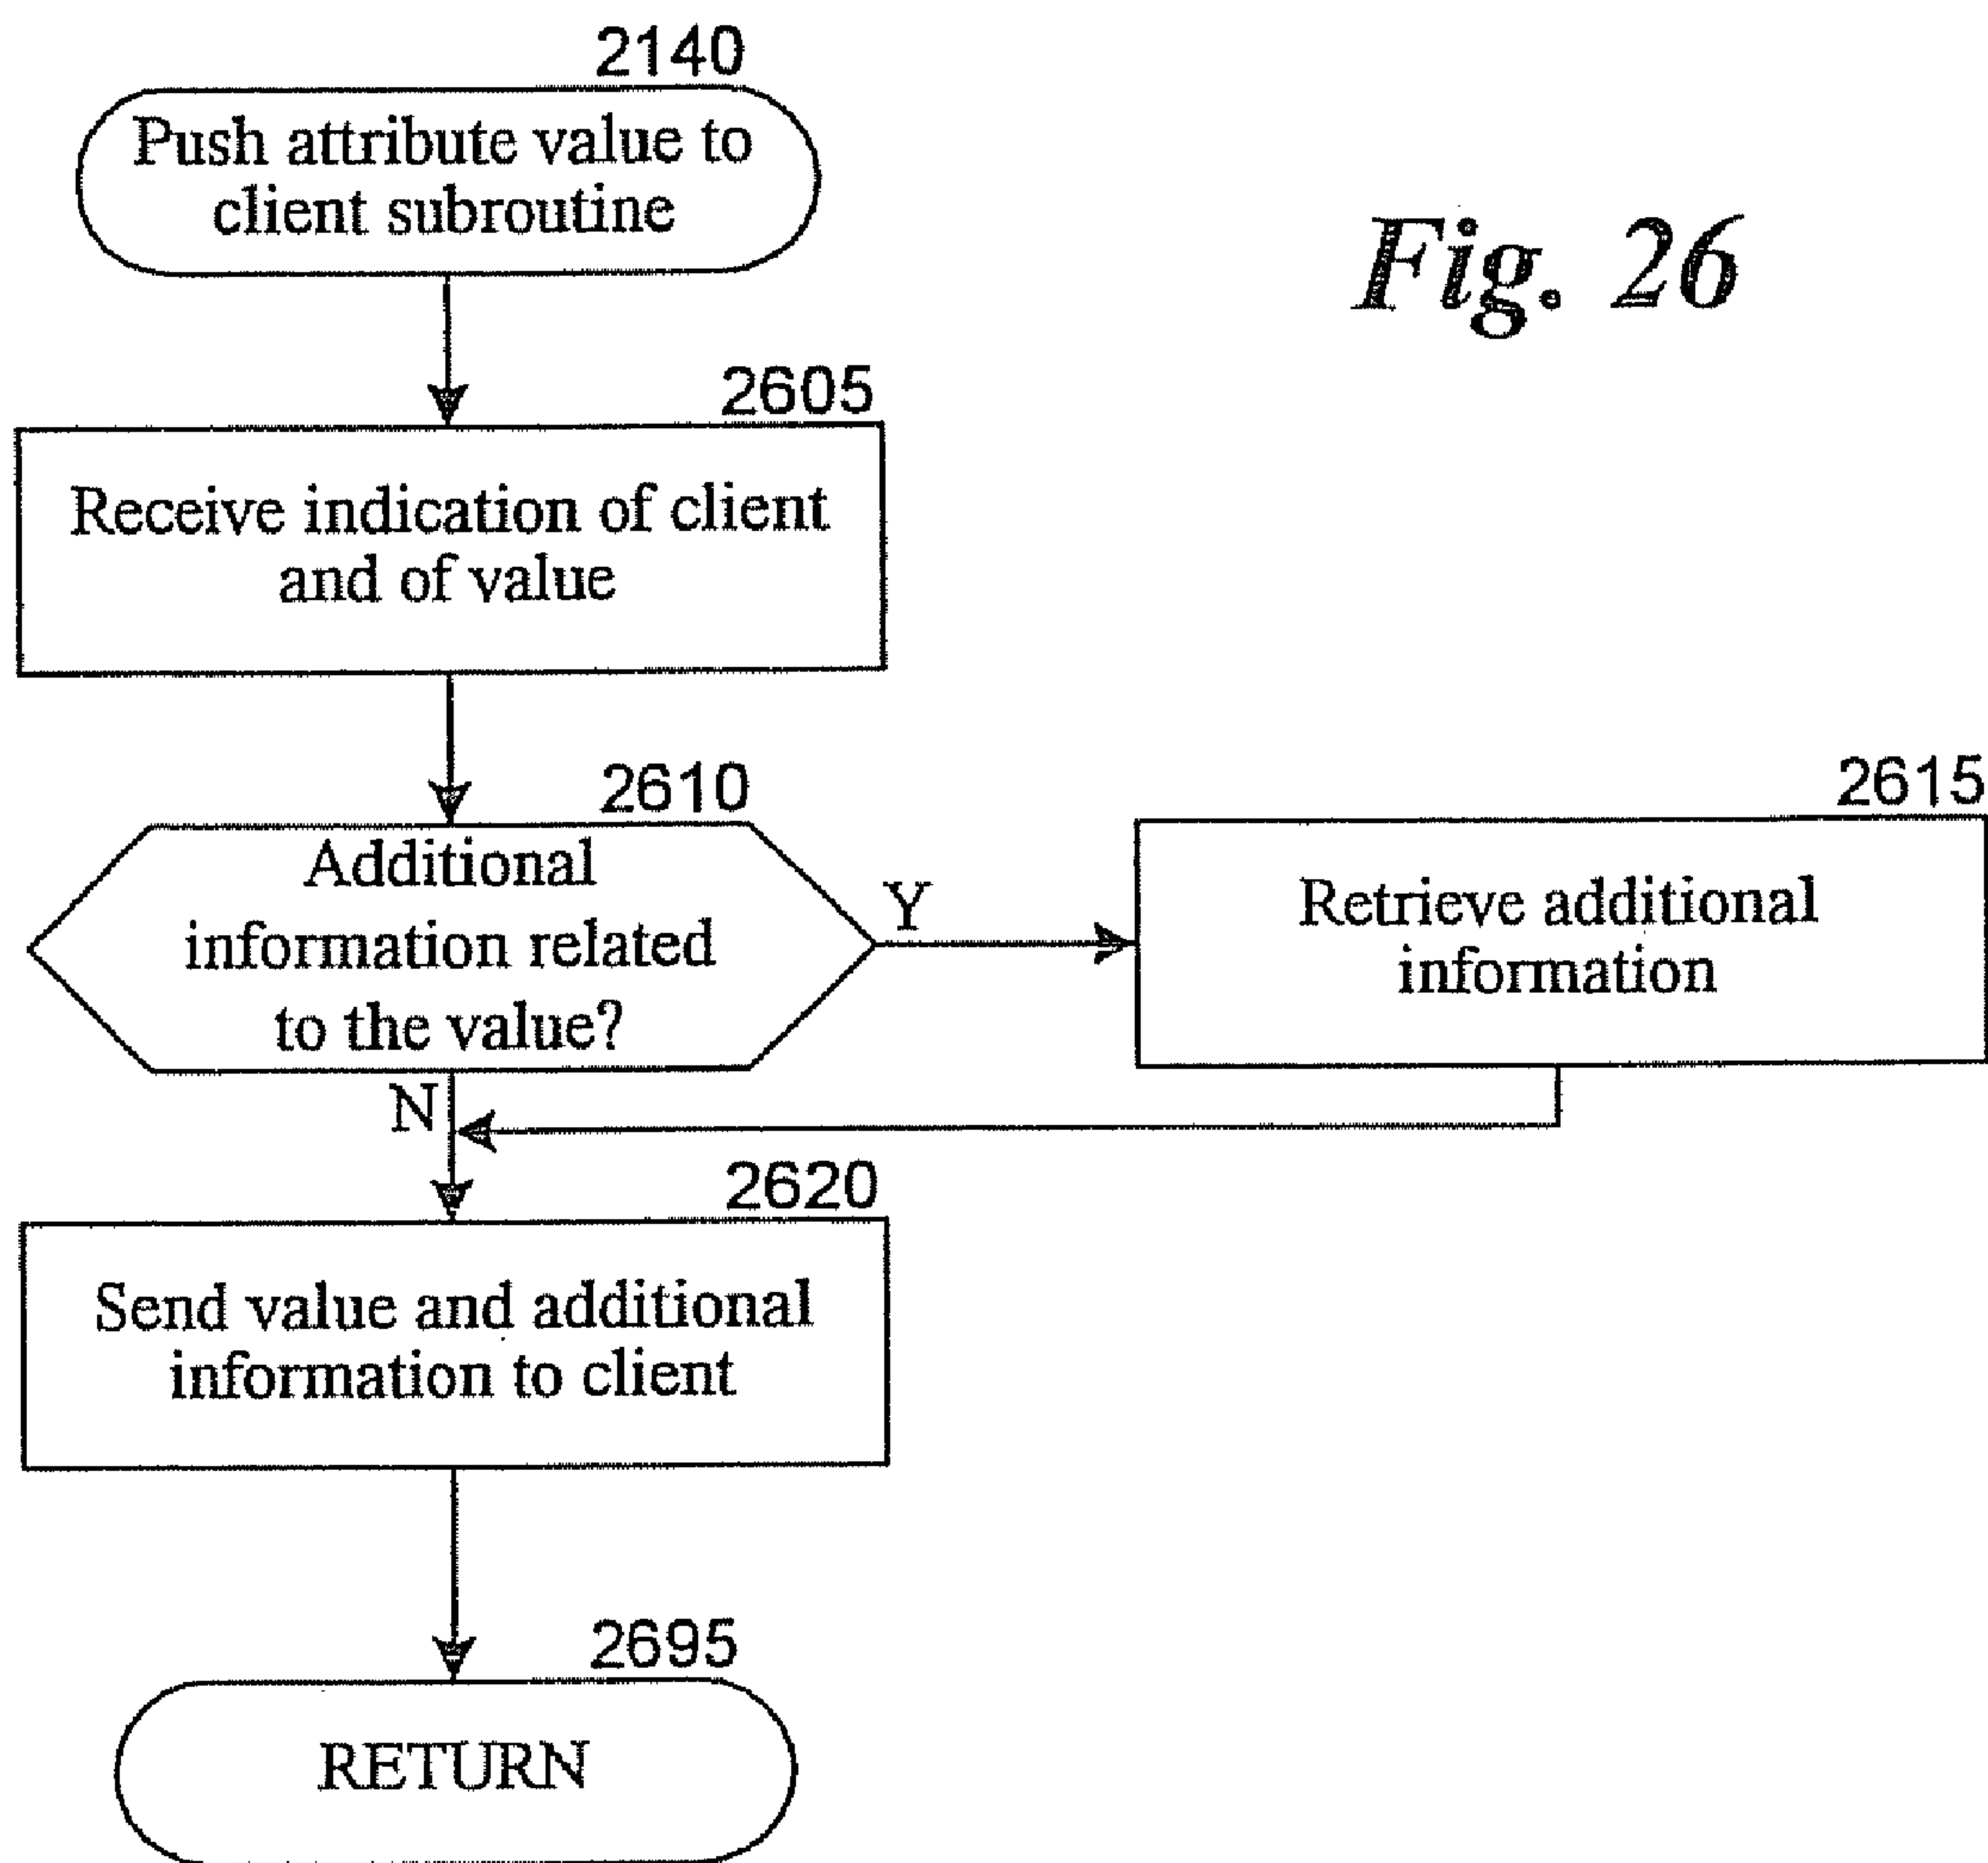 2140
Push attribute value to
client subroutine
Fig. 26
2605
Receive indication of client
and of value
2610
Additional
information related
to the value?
Y
2615
Retrieve additional
information
N
2620
Send value and additional
information to client
2695
RETURN